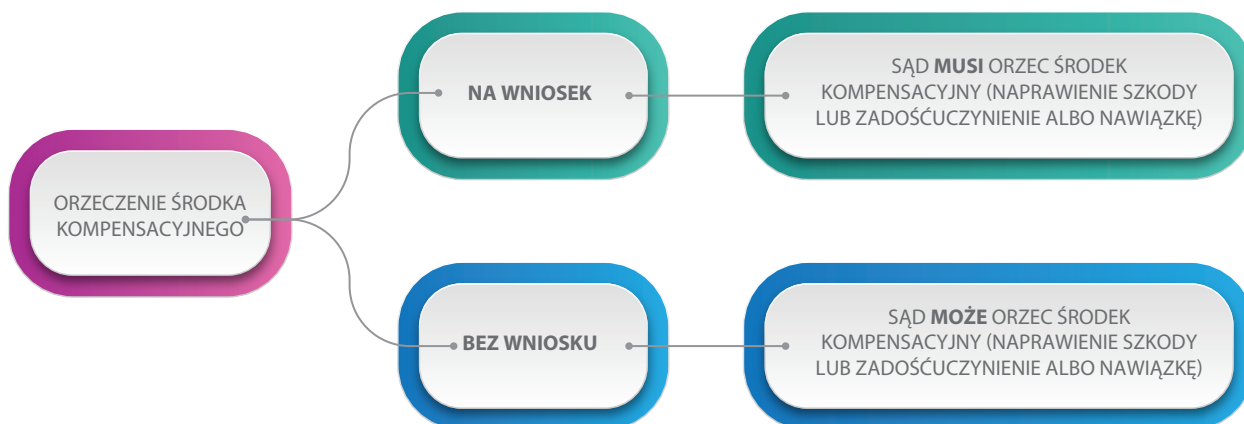 ORZECZENIE ŚRODKA
KOMPENSACYJNEGO
NA WNIOSEK
SĄD MUSI ORZEC ŚRODEK
KOMPENSACYJNY (NAPRAWIENIE SZKODY
LUB ZADOŚĆUCZYNIENIE ALBO NAWIĄZKĘ)
BEZ WNIOSKU
SĄD MOŻE ORZEC ŚRODEK
KOMPENSACYJNY (NAPRAWIENIE SZKODY
LUB ZADOŚĆUCZYNIENIE ALBO NAWIĄZKĘ)